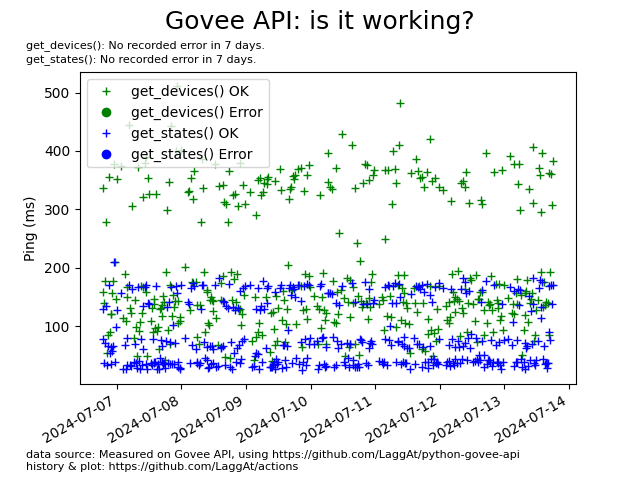 Govee API: is it working?
get_devices(): No recorded error in 7 days.
get_states(): No recorded error in 7 days.
get_devices() OK
get_devices() Error
get_states() OK
get_states() Error
500
400
300
200
100
Ping (ms)
2024-07-07
2024-07-08
2024-07-09
2024-07-10
2024-07-11
2024-07-12
2024-07-13
2024-07-14
data source: Measured on Govee API, using https://github.com/LaggAt/python-govee-api
history & plot: https://github.com/LaggAt/actions